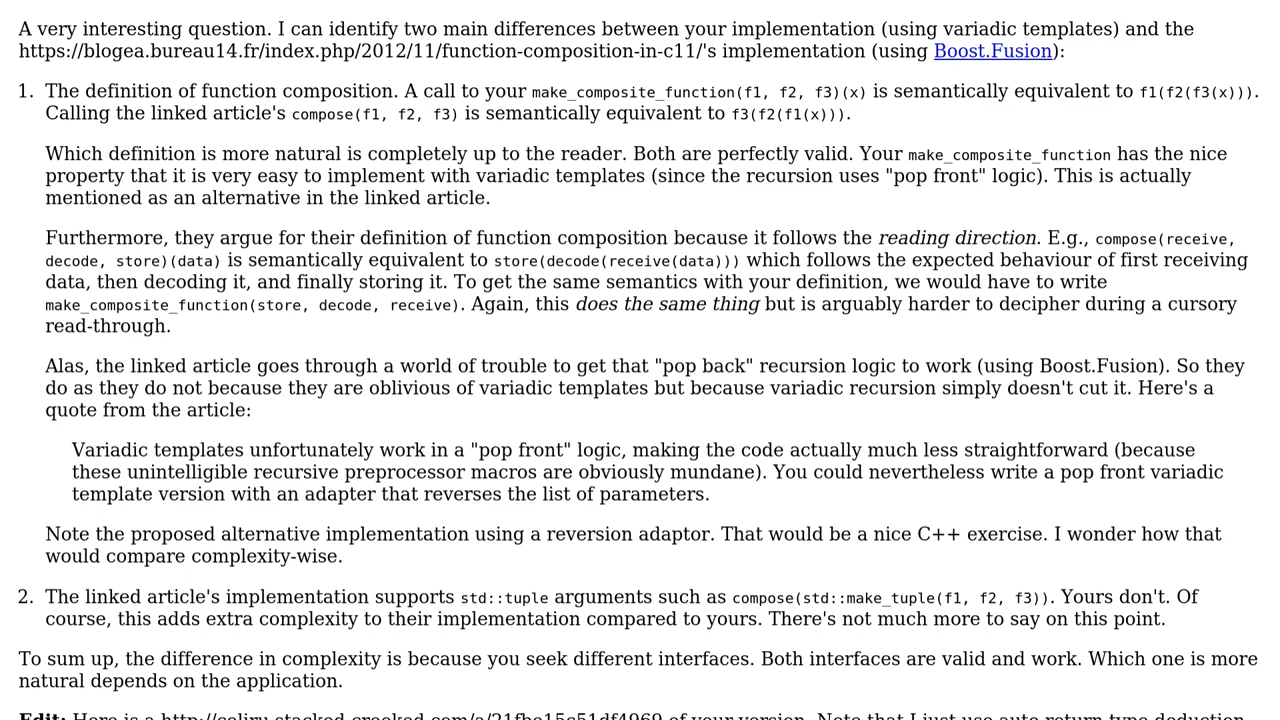 A very interesting question. I can identify two main differences between your implementation (using variadic templates) and the
https://blogea.bureau14.fr/index.php/2012/11/function-composition-in-c11/'s implementation (using Boost.Fusion):
1. The definition of function composition. A call to your make_composite_function(f1, f2, f3)(x) is semantically equivalent to f1(f2(f3(x))).
Calling the linked article's compose(f1, f2, f3) is semantically equivalent to f3(f2(f1(x))).
Which definition is more natural is completely up to the reader. Both are perfectly valid. Your make_composite_function has the nice
property that it is very easy to implement with variadic templates (since the recursion uses "pop front" logic). This is actually
mentioned as an alternative in the linked article.
Furthermore, they argue for their definition of function composition because it follows the reading direction. E.g., compose(receive,
decode, store)(data) is semantically equivalent to store(decode(receive(data))) which follows the expected behaviour of first receiving
data, then decoding it, and finally storing it. To get the same semantics with your definition, we would have to write
make_composite_function(store, decode, receive). Again, this does the same thing but is arguably harder to decipher during a cursory
read-through.
Alas, the linked article goes through a world of trouble to get that "pop back" recursion logic to work (using Boost.Fusion). So they
do as they do not because they are oblivious of variadic templates but because variadic recursion simply doesn't cut it. Here's a
quote from the article:
Variadic templates unfortunately work in a "pop front" logic, making the code actually much less straightforward (because
these unintelligible recursive preprocessor macros are obviously mundane). You could nevertheless write a pop front variadic
template version with an adapter that reverses the list of parameters.
Note the proposed alternative implementation using a reversion adaptor. That would be a nice C++ exercise. I wonder how that
would compare complexity-wise.
2. The linked article's implementation supports std::tuple arguments such as compose(std::make_tuple(f1, f2, f3)). Yours don't. Of
course, this adds extra complexity to their implementation compared to yours. There's not much more to say on this point.
To sum up, the difference in complexity is because you seek different interfaces. Both interfaces are valid and work. Which one is more
natural depends on the application.
Edit: Here is a of your version. Note that I just use auto return type deduction